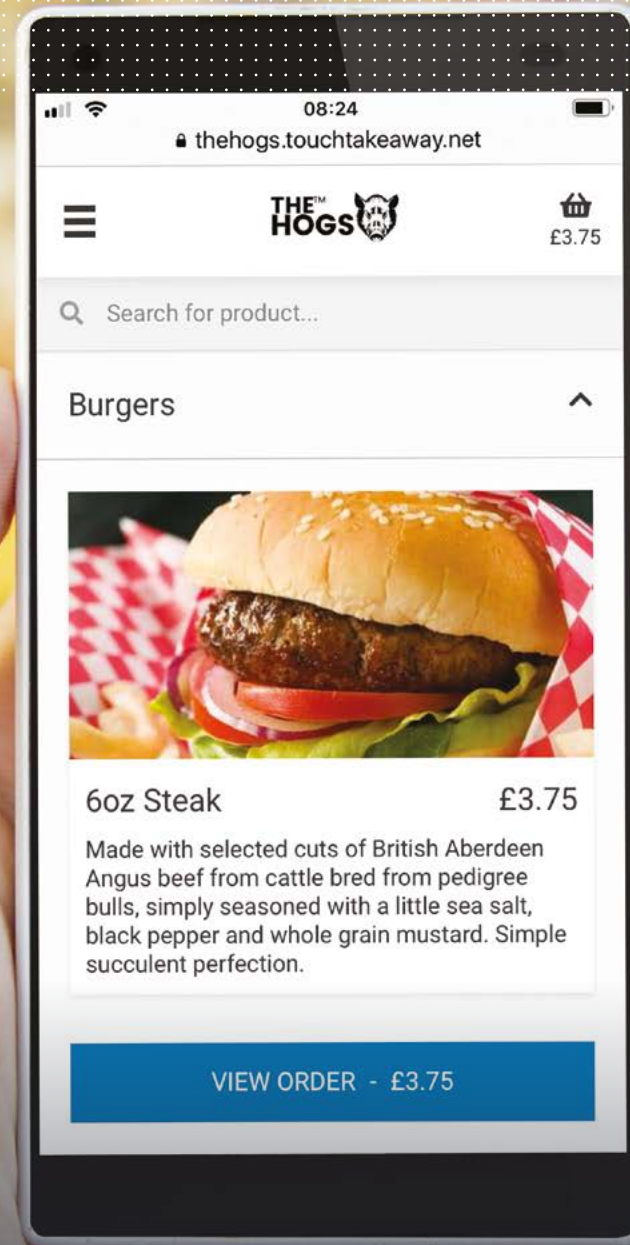 08:24
thehogs.touchtakeaway.net
THE™
HOGS
£3.75
Search for product...
Burgers
6oz Steak £3.75
Made with selected cuts of British Aberdeen
Angus beef from cattle bred from pedigree
bulls, simply seasoned with a little sea salt,
black pepper and whole grain mustard. Simple
succulent perfection.
VIEW ORDER - £3.75